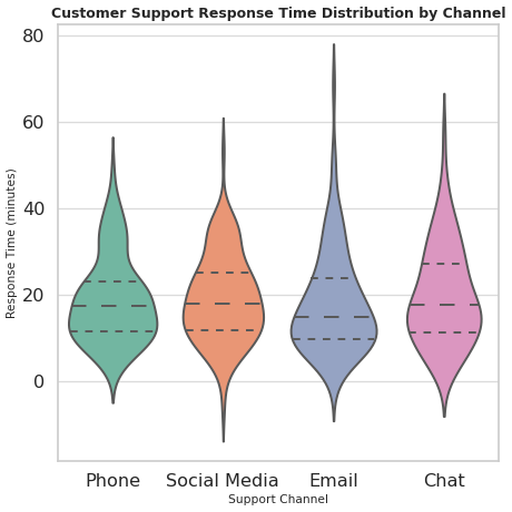 Customer Support Response Time Distribution by Channel
80
60
40
20
0
Response Time (minutes)
Phone
Social Media
Email
Chat
Support Channel